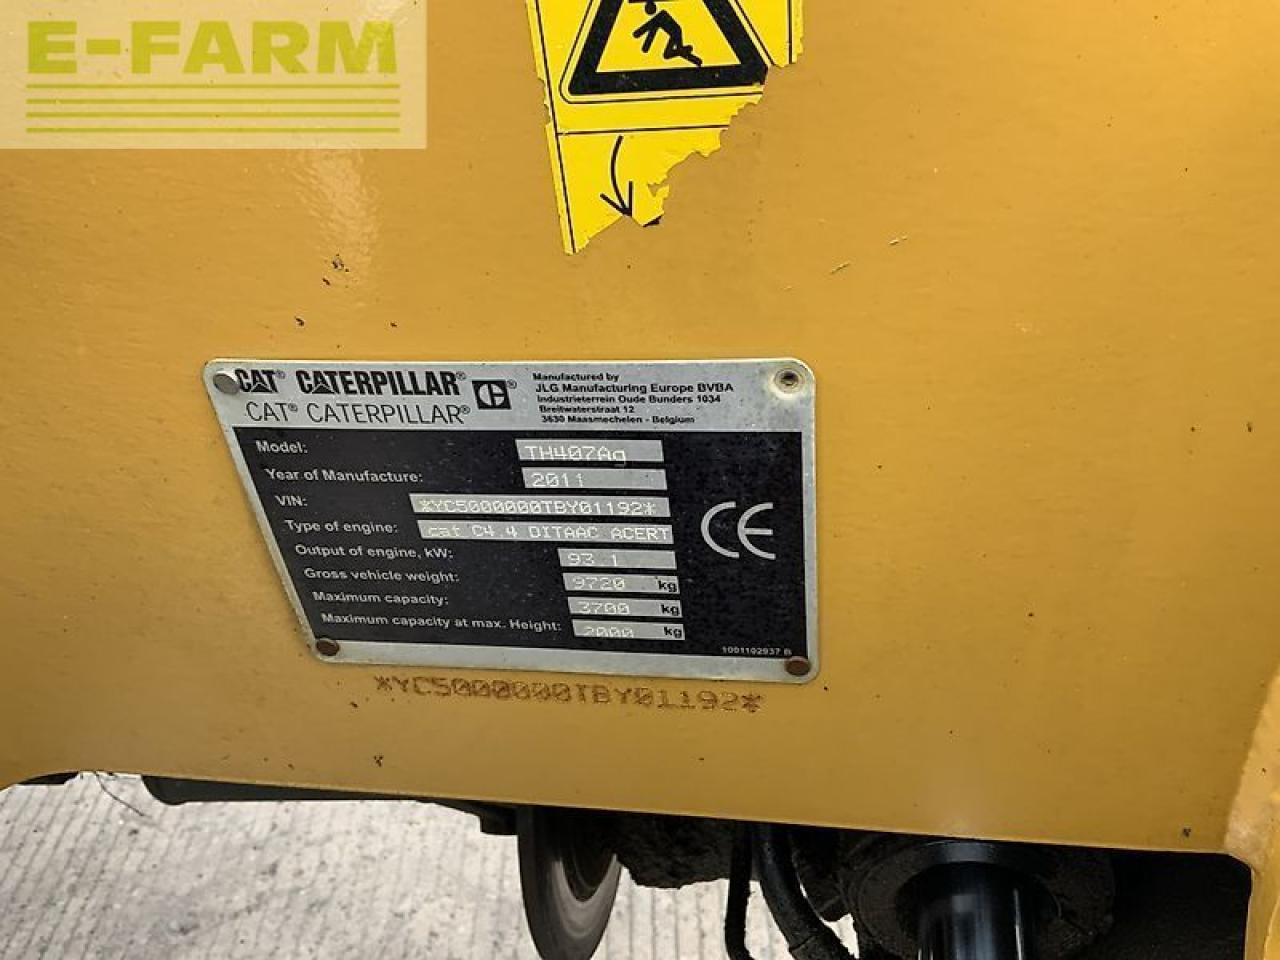 E-FARM
CAT® CATERPILLAR®
CAT® CATERPILLAR®
Manufactured by
JLG Manufacturing Europe BVBA
Industrieterrein Oude Bunders 1034
Breitwaterstraat 12
3630 Maasmechelen - Belgium
Model: TH407Ag
Year of Manufacture: 2011
VIN: *YC5000000TBY01192*
Type of engine: cat C4.4 DITAAC ACERT
Output of engine, kW: 93.1
Gross vehicle weight: 9720 kg
Maximum capacity: 3700 kg
Maximum capacity at max. Height: 2000 kg
CE
1001102937 B
*YC5000000TBY01192*